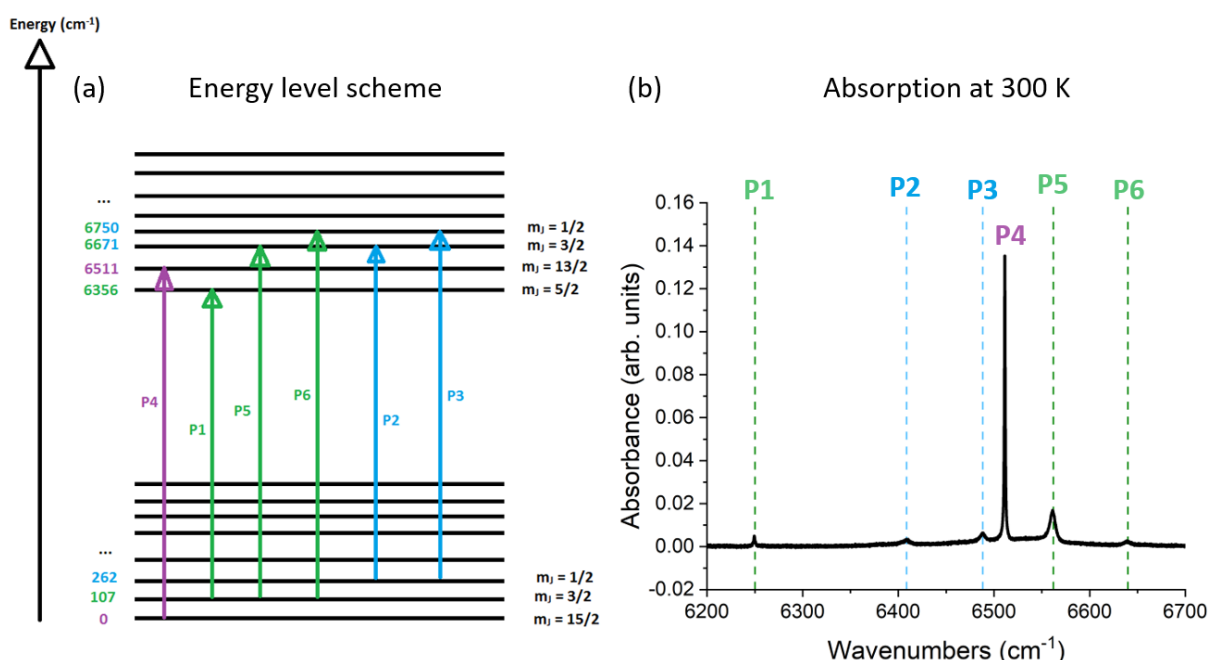 Energy (cm⁻¹)
(a) Energy level scheme
...
6750 mJ = 1/2
6671 mJ = 3/2
6511 mJ = 13/2
6356 mJ = 5/2
P4
P1
P5
P6
P2
P3
...
262 mJ = 1/2
107 mJ = 3/2
0 mJ = 15/2
(b) Absorption at 300 K
P1 P2 P3 P4 P5 P6
Absorbance (arb. units)
0.16
0.14
0.12
0.10
0.08
0.06
0.04
0.02
0.00
-0.02
6200 6300 6400 6500 6600 6700
Wavenumbers (cm⁻¹)